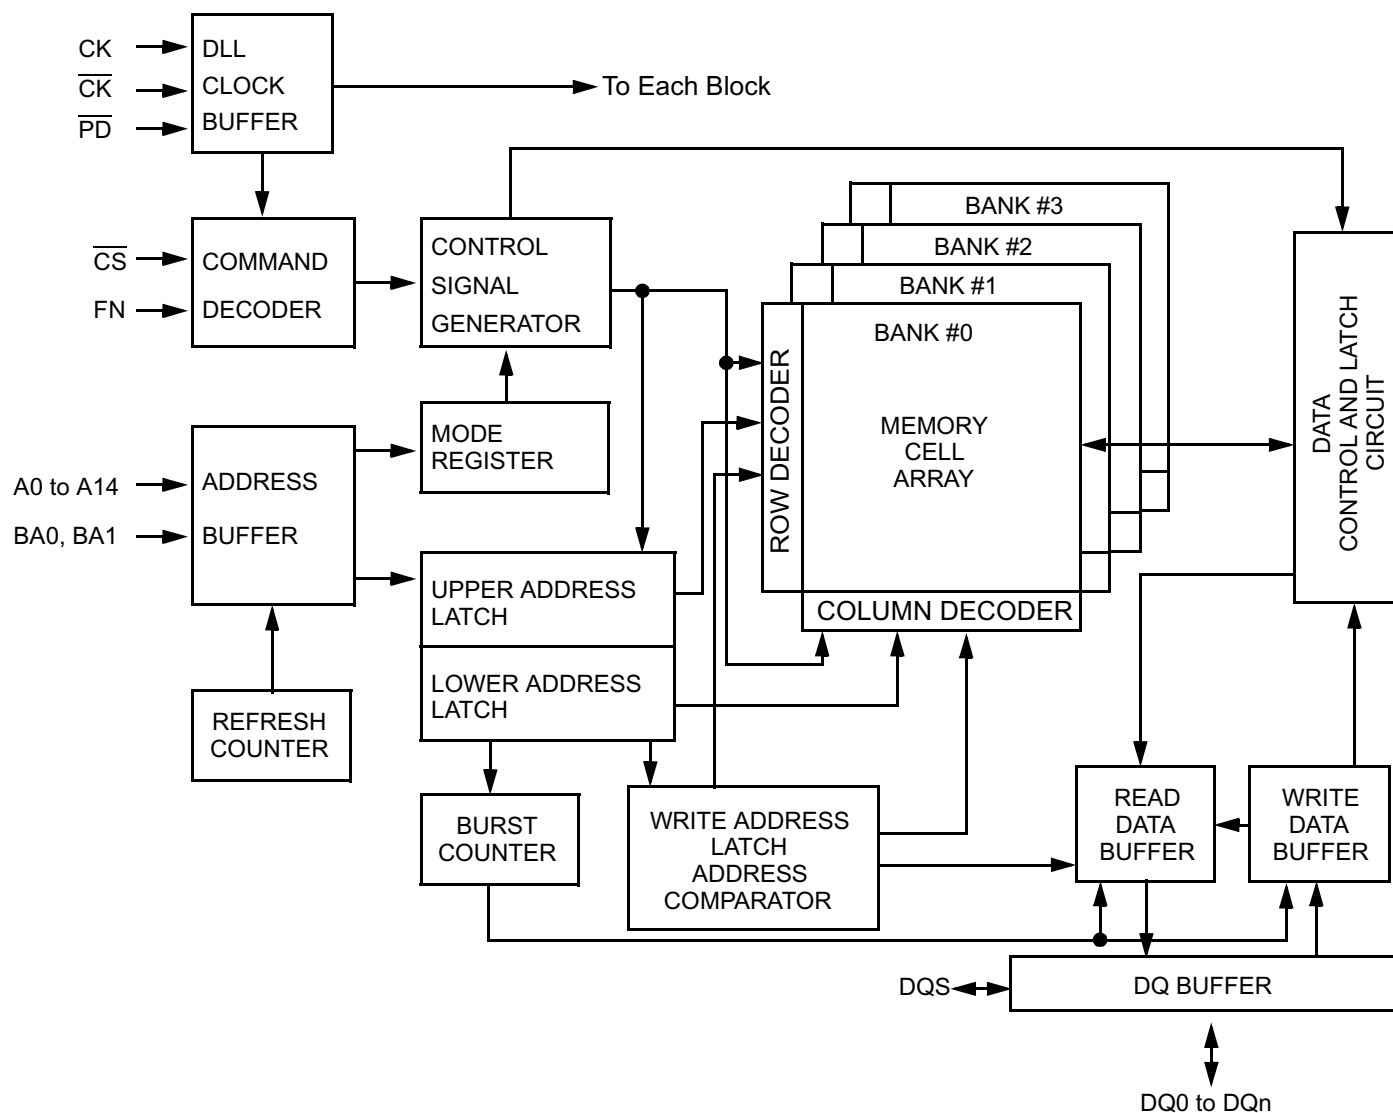 CK
DLL
C̅K̅
CLOCK
To Each Block
P̅D̅
BUFFER
C̅S̅
COMMAND
FN
DECODER
CONTROL
SIGNAL
GENERATOR
BANK #3
BANK #2
BANK #1
BANK #0
MEMORY
CELL
ARRAY
ROW DECODER
COLUMN DECODER
DATA
CONTROL AND LATCH
CIRCUIT
MODE
REGISTER
A0 to A14
ADDRESS
BA0, BA1
BUFFER
UPPER ADDRESS
LATCH
LOWER ADDRESS
LATCH
REFRESH
COUNTER
BURST
COUNTER
WRITE ADDRESS
LATCH
ADDRESS
COMPARATOR
READ
DATA
BUFFER
WRITE
DATA
BUFFER
DQS
DQ BUFFER
DQ0 to DQn